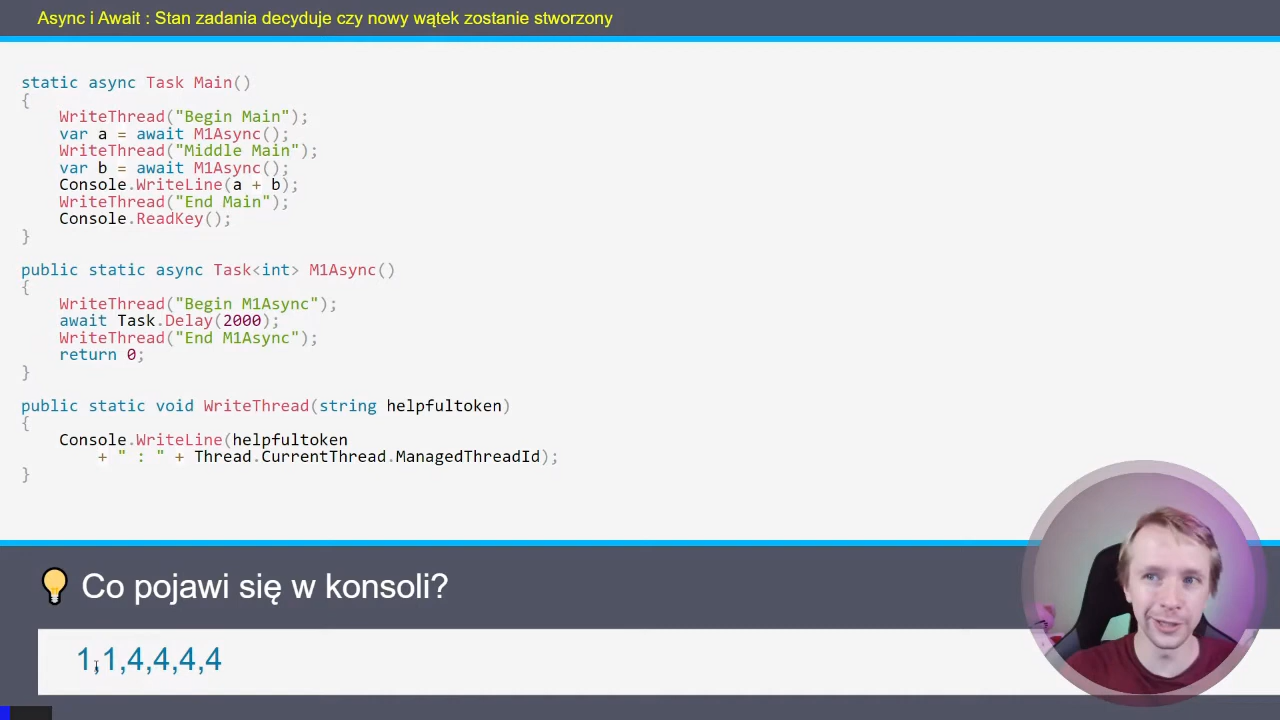 Async i Await : Stan zadania decyduje czy nowy wątek zostanie stworzony
static async Task Main()
{
    WriteThread("Begin Main");
    var a = await M1Async();
    WriteThread("Middle Main");
    var b = await M1Async();
    Console.WriteLine(a + b);
    WriteThread("End Main");
    Console.ReadKey();
}
public static async Task<int> M1Async()
{
    WriteThread("Begin M1Async");
    await Task.Delay(2000);
    WriteThread("End M1Async");
    return 0;
}
public static void WriteThread(string helpfultoken)
{
    Console.WriteLine(helpfultoken
        + " : " + Thread.CurrentThread.ManagedThreadId);
}
Co pojawi się w konsoli?
1,1,4,4,4,4